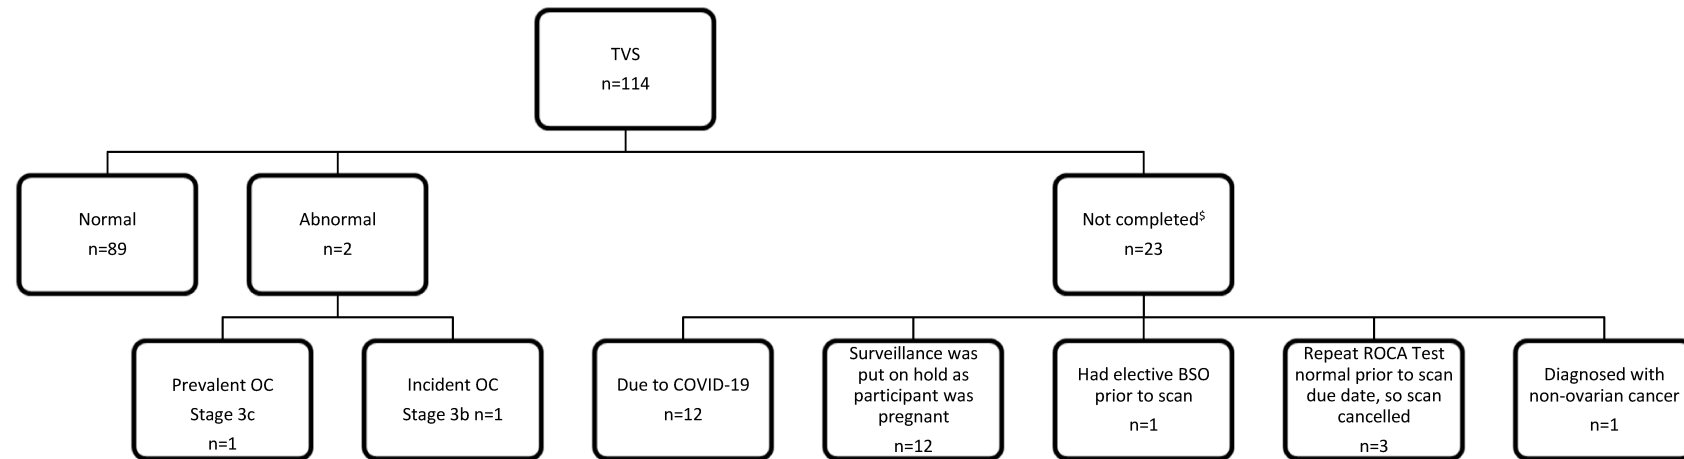 TVS
n=114
Normal
n=89
Abnormal
n=2
Not completed$
n=23
Prevalent OC
Stage 3c
n=1
Incident OC
Stage 3b n=1
Due to COVID-19
n=12
Surveillance was
put on hold as
participant was
pregnant
n=12
Had elective BSO
prior to scan
n=1
Repeat ROCA Test
normal prior to scan
due date, so scan
cancelled
n=3
Diagnosed with
non-ovarian cancer
n=1